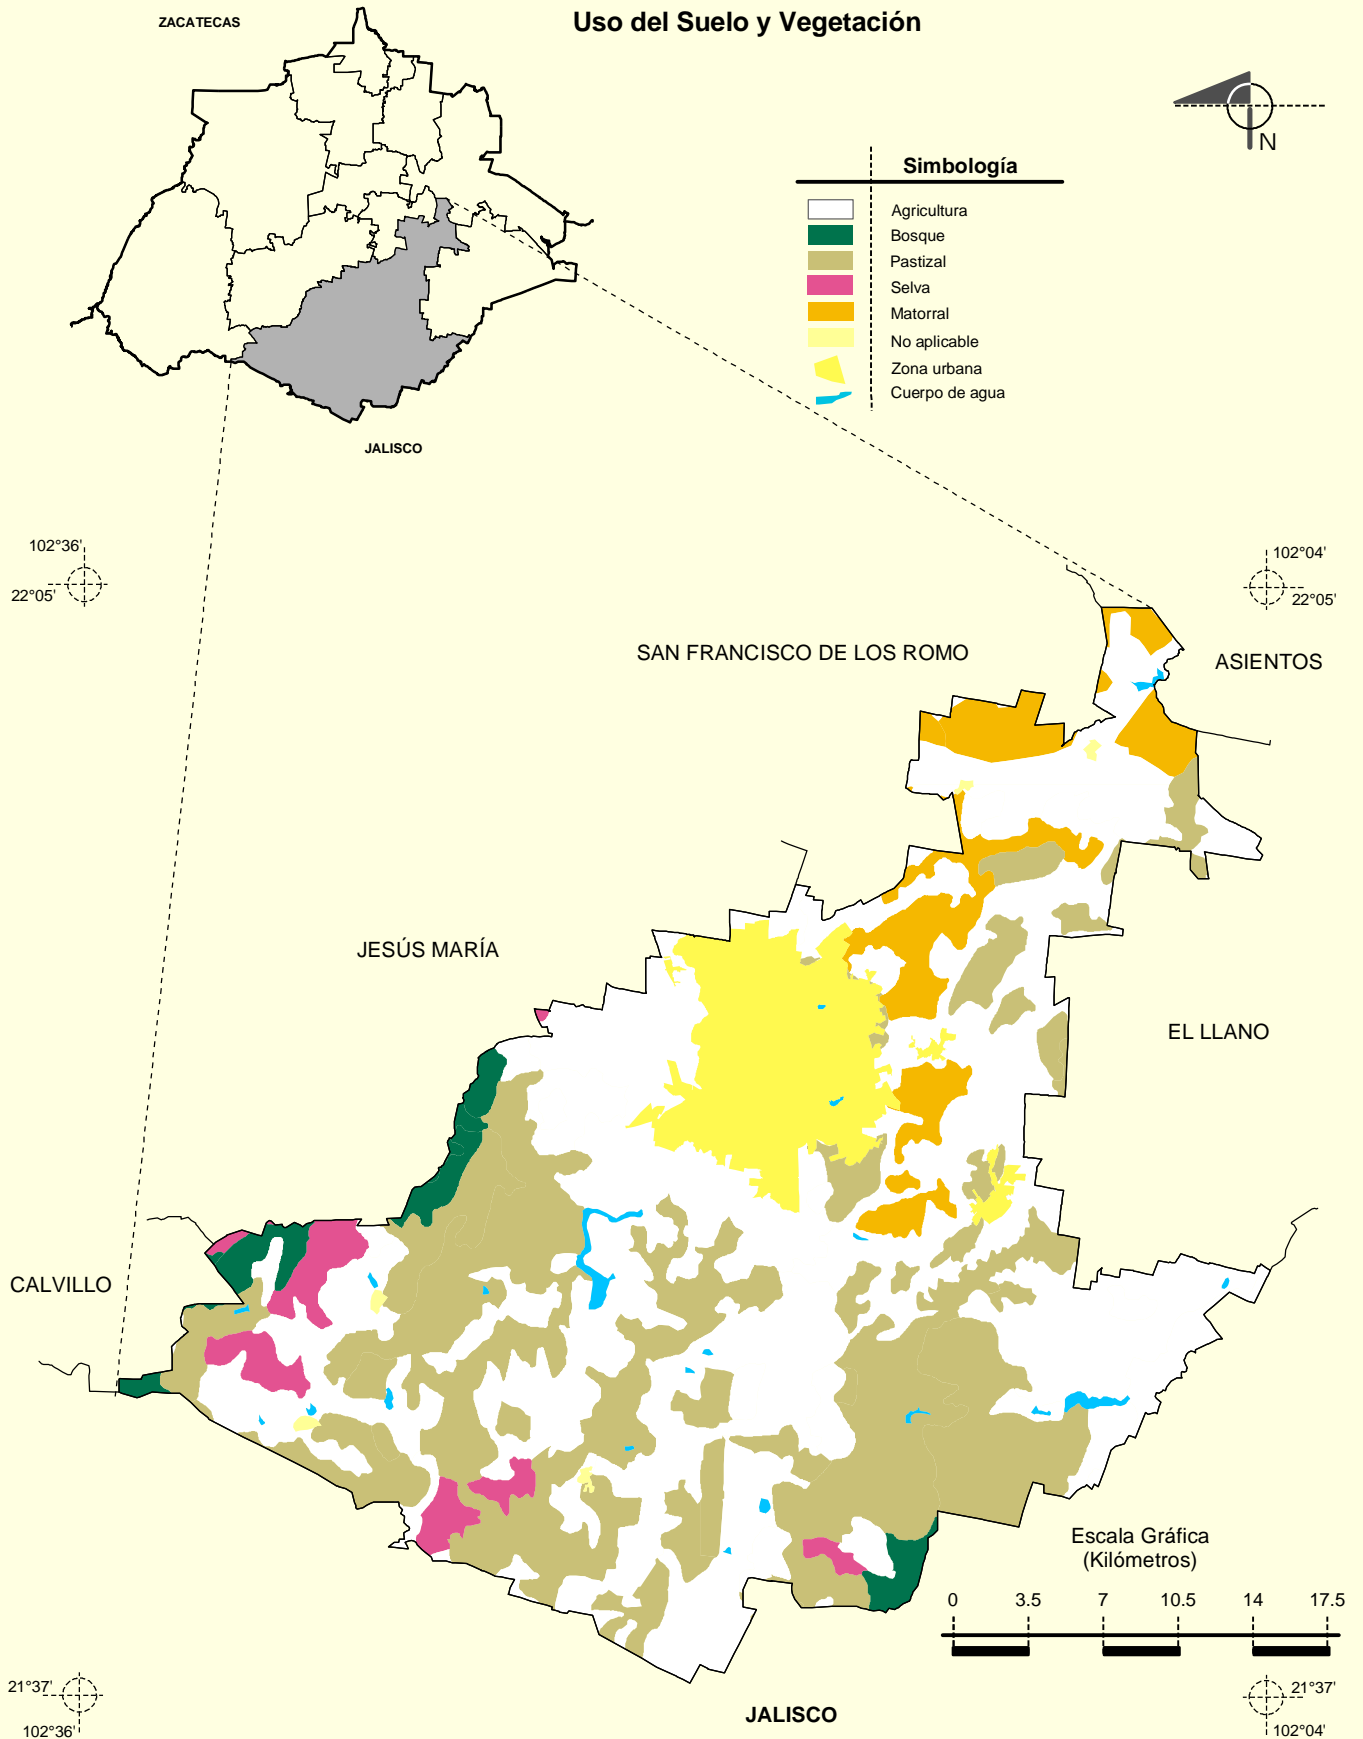 Uso del Suelo y Vegetación
ZACATECAS
N
Simbología
Agricultura
Bosque
Pastizal
Selva
Matorral
No aplicable
Zona urbana
Cuerpo de agua
JALISCO
102°36'
22°05'
102°04'
22°05'
SAN FRANCISCO DE LOS ROMO
ASIENTOS
JESÚS MARÍA
EL LLANO
CALVILLO
Escala Gráfica
(Kilómetros)
0 3.5 7 10.5 14 17.5
21°37'
102°36'
JALISCO
21°37'
102°04'